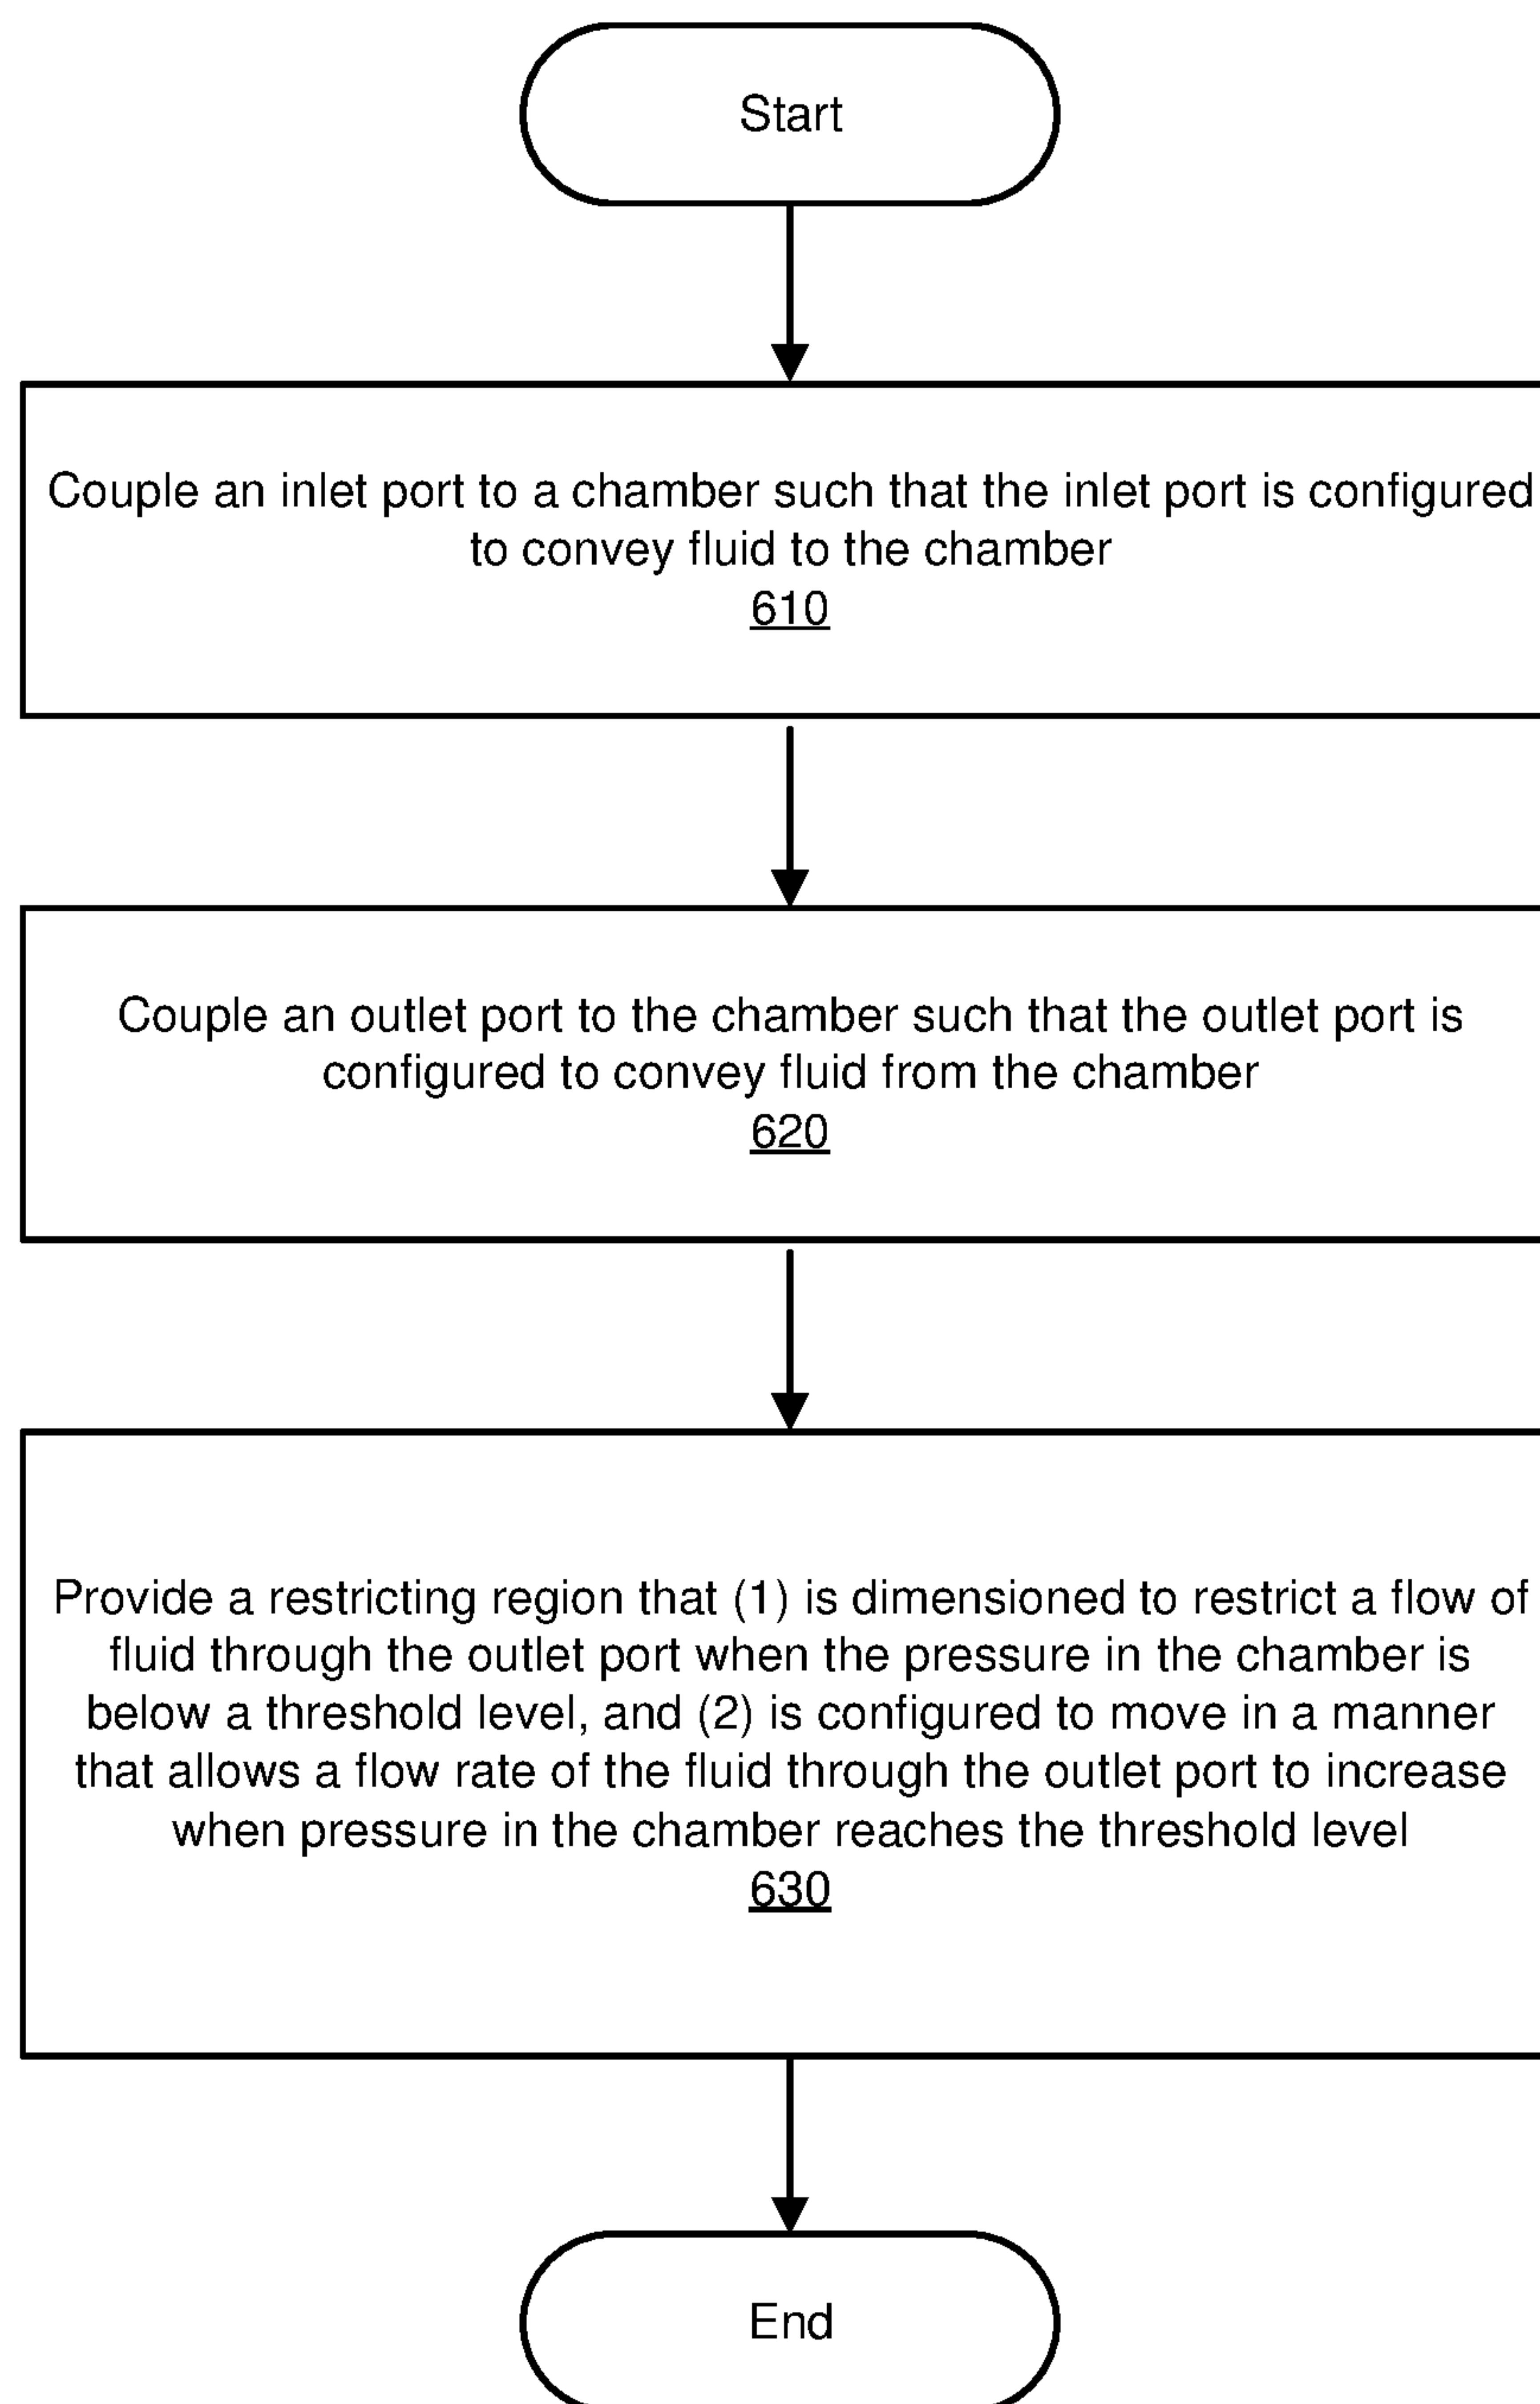 Start
Couple an inlet port to a chamber such that the inlet port is configured
to convey fluid to the chamber
610
Couple an outlet port to the chamber such that the outlet port is
configured to convey fluid from the chamber
620
Provide a restricting region that (1) is dimensioned to restrict a flow of
fluid through the outlet port when the pressure in the chamber is
below a threshold level, and (2) is configured to move in a manner
that allows a flow rate of the fluid through the outlet port to increase
when pressure in the chamber reaches the threshold level
630
End